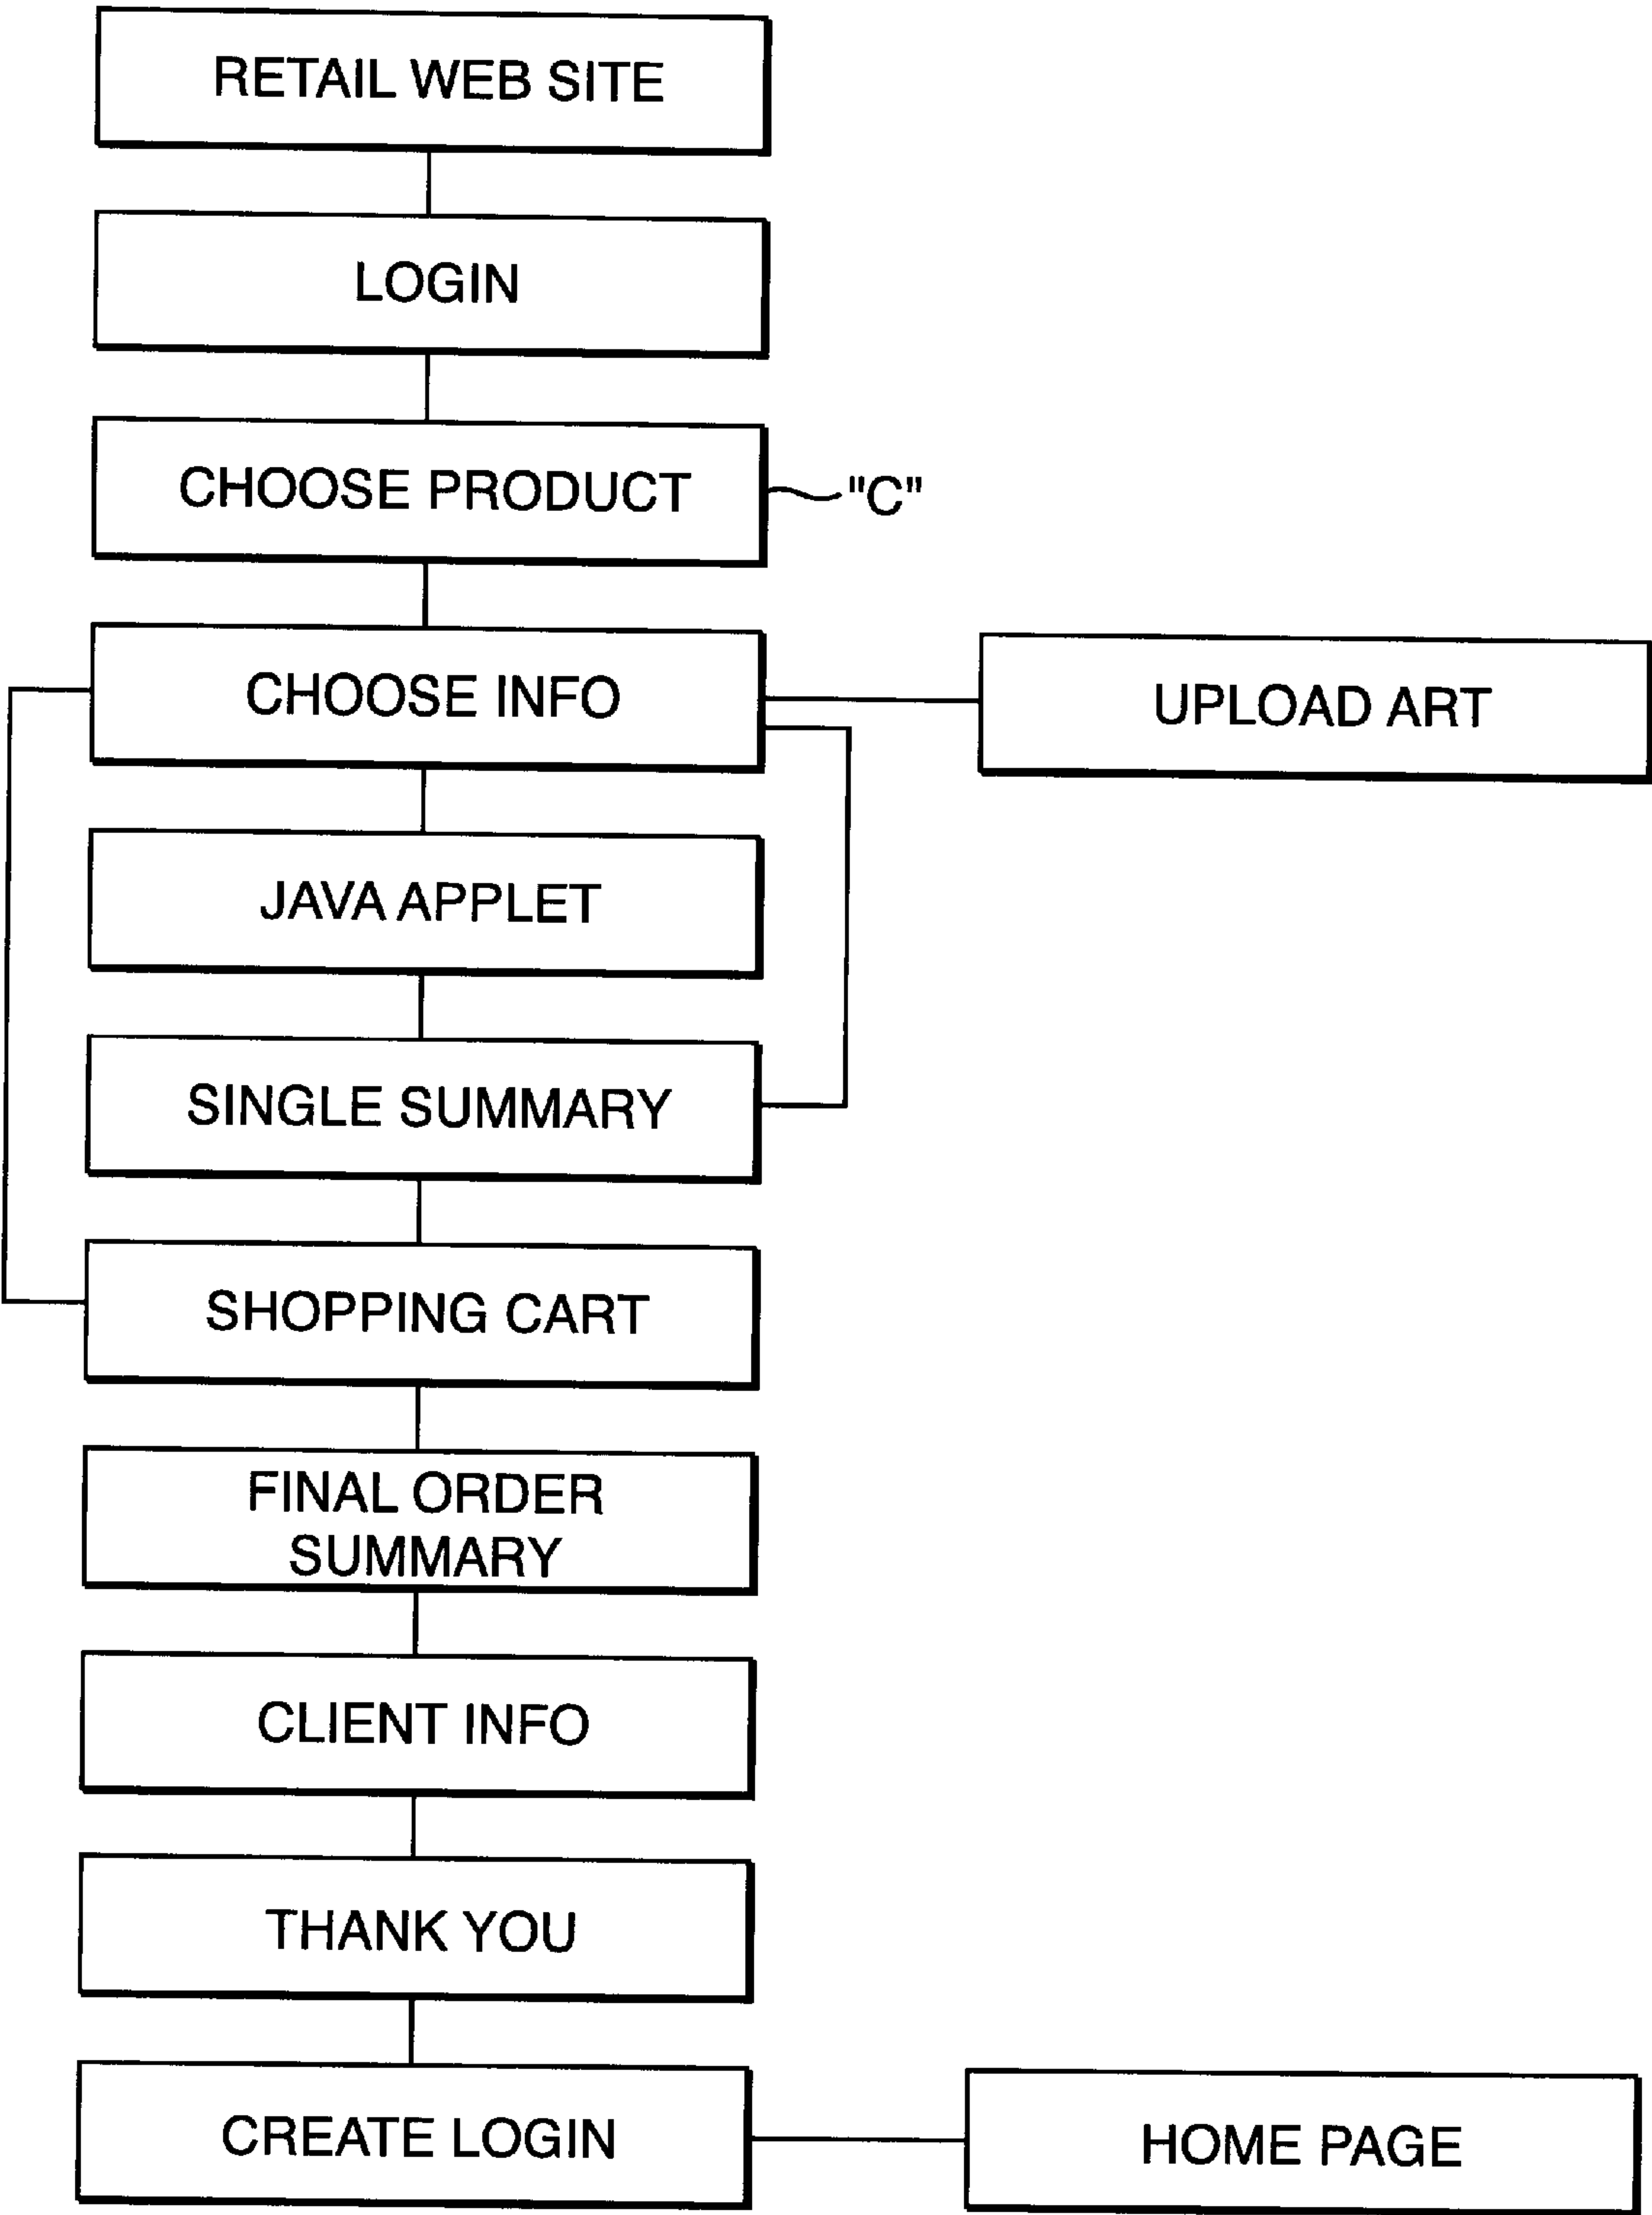 RETAIL WEB SITE
LOGIN
CHOOSE PRODUCT
"C"
CHOOSE INFO
UPLOAD ART
JAVA APPLET
SINGLE SUMMARY
SHOPPING CART
FINAL ORDER
SUMMARY
CLIENT INFO
THANK YOU
CREATE LOGIN
HOME PAGE